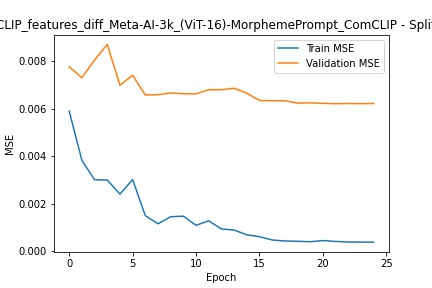 CLIP_features_diff_Meta-AI-3k_(ViT-16)-MorphemePrompt_ComCLIP - Split
Train MSE
Validation MSE
0.008
0.006
0.004
0.002
0.000
MSE
0 5 10 15 20 25
Epoch